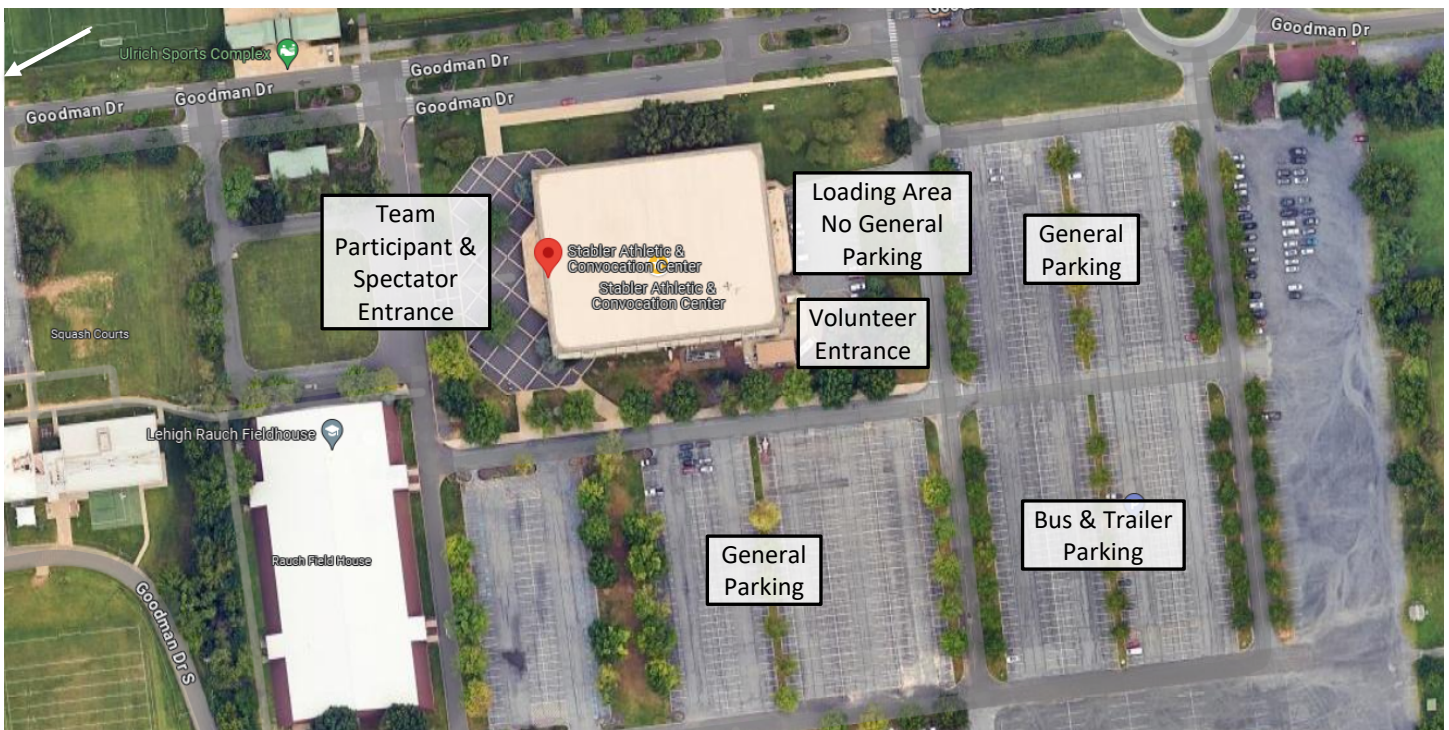 Goodman Dr
Ulrich Sports Complex
Goodman Dr
Goodman Dr
Goodman Dr
Goodman Dr
Team
Participant &
Spectator
Entrance
Stabler Athletic &
Convocation Center
Stabler Athletic &
Convocation Center
Loading Area
No General
Parking
General
Parking
Volunteer
Entrance
Squash Courts
Lehigh Rauch Fieldhouse
Rauch Field House
General
Parking
Bus & Trailer
Parking
Goodman Dr S